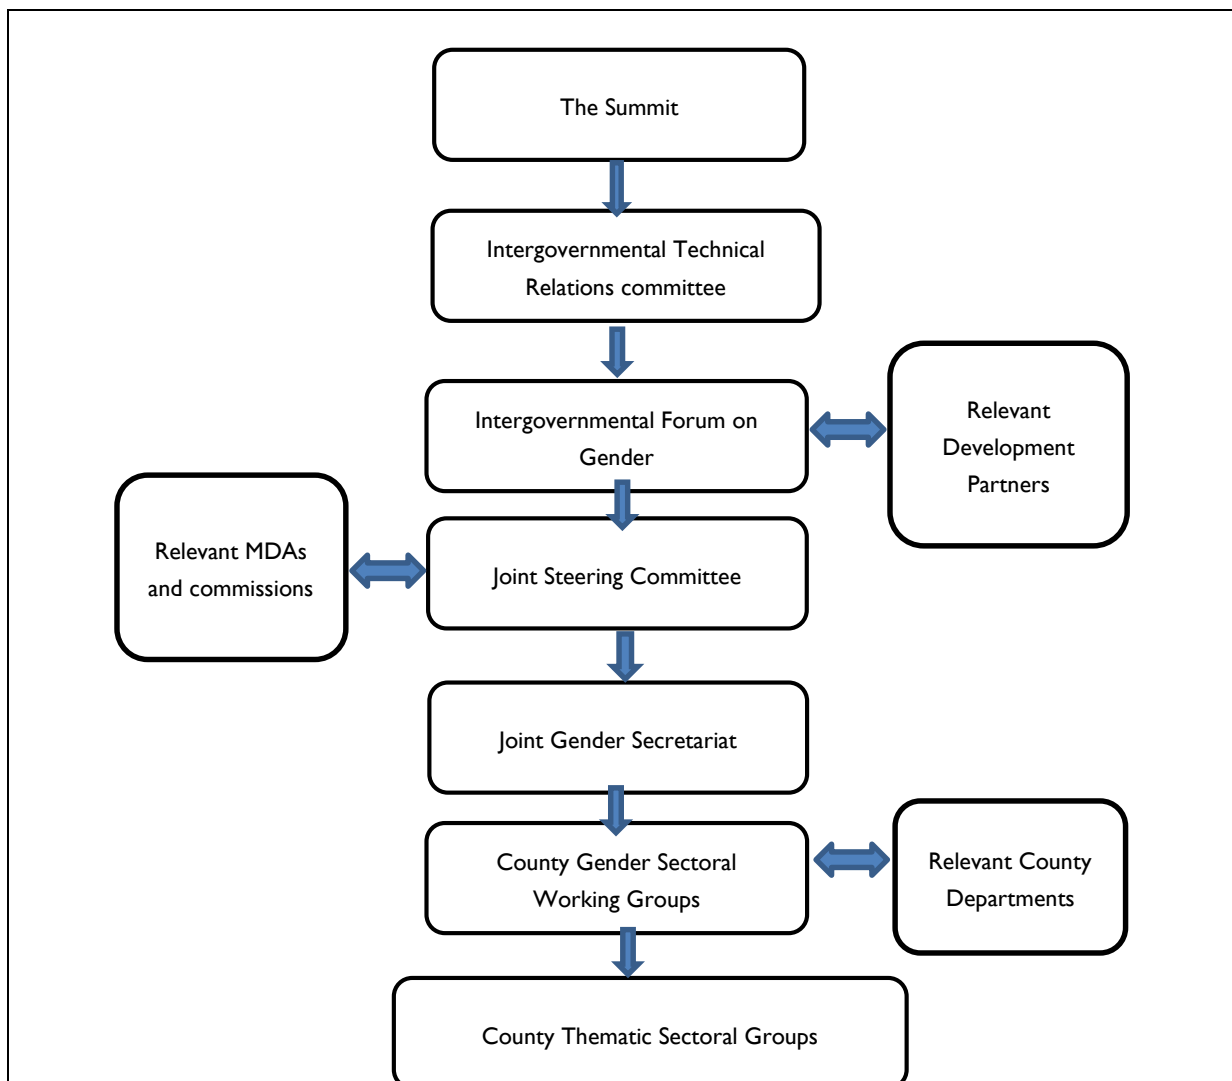 The Summit
Intergovernmental Technical
Relations committee
Intergovernmental Forum on
Gender
Relevant
Development
Partners
Relevant MDAs
and commissions
Joint Steering Committee
Joint Gender Secretariat
County Gender Sectoral
Working Groups
Relevant County
Departments
County Thematic Sectoral Groups